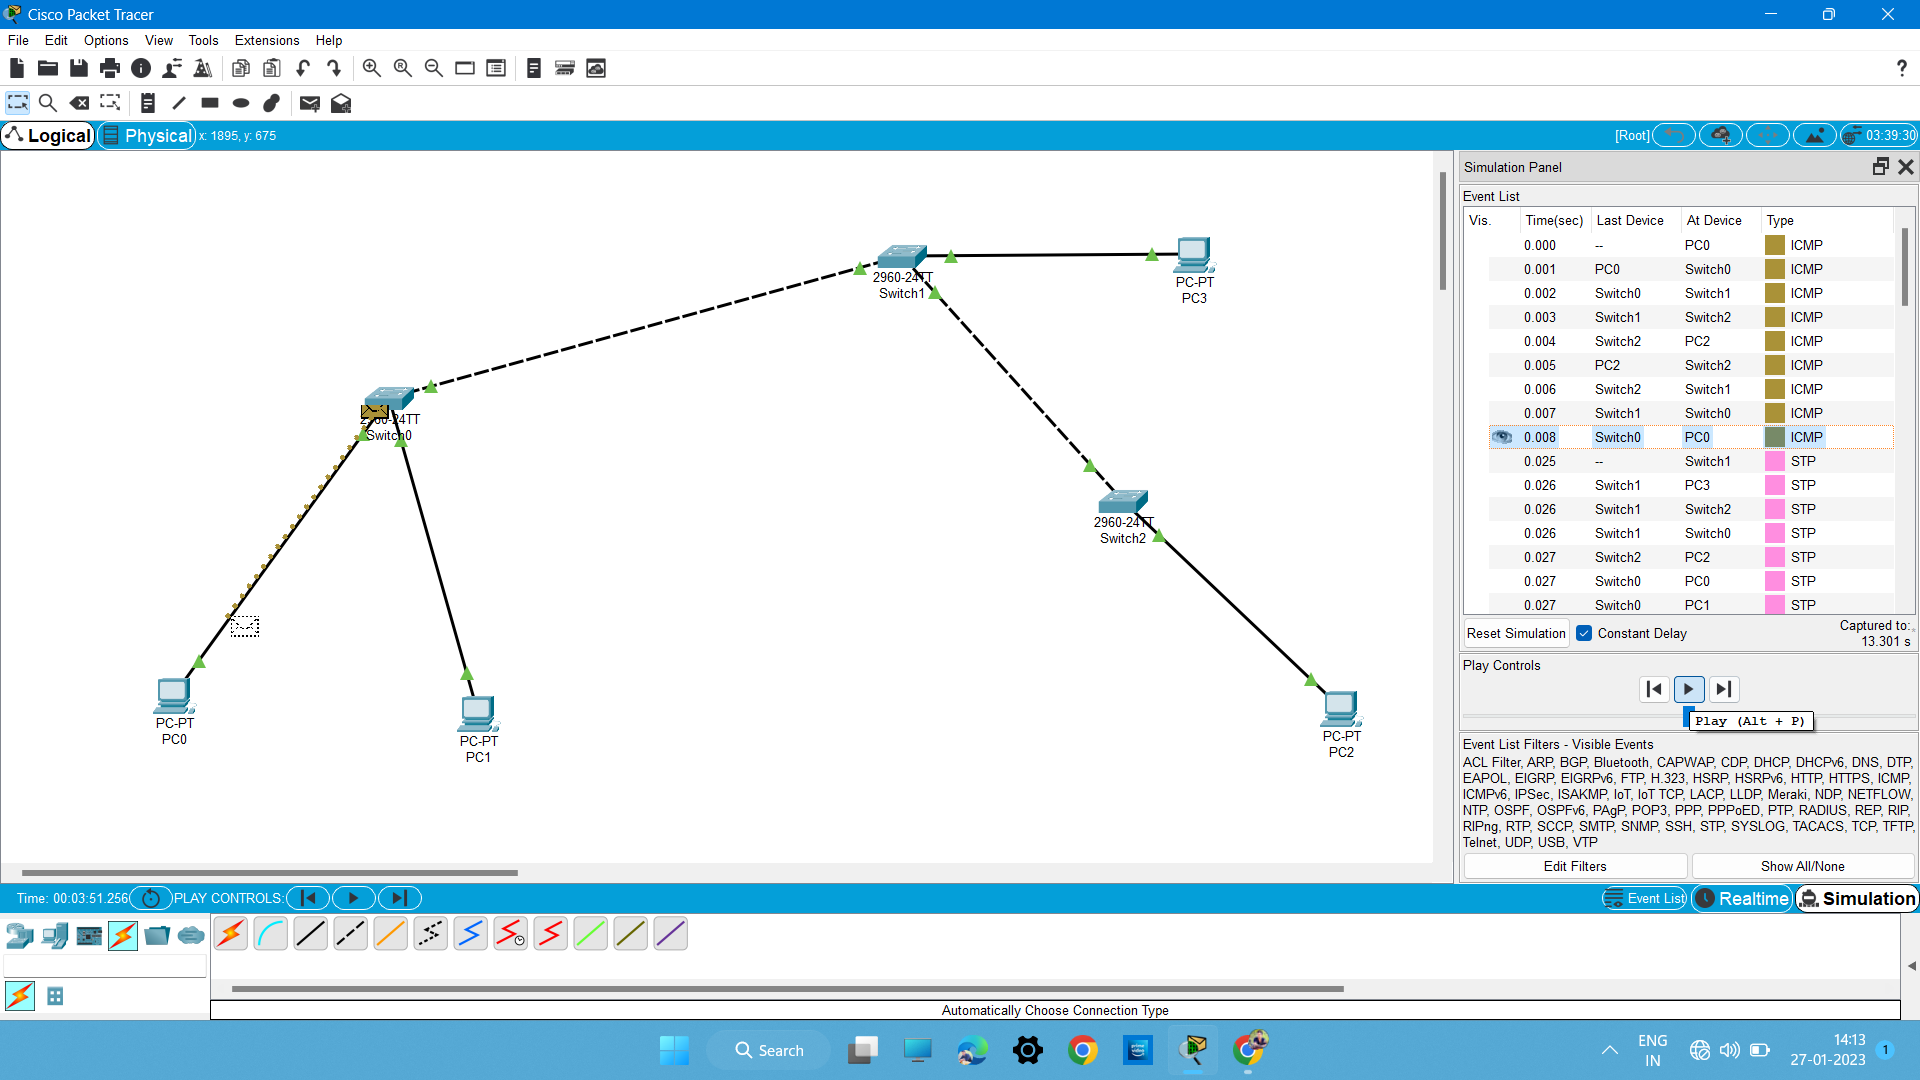 Cisco Packet Tracer
File Edit Options View Tools Extensions Help
?
Logical Physical x: 1895, y: 675
[Root] 03:39:30
2960-24TT
Switch1
PC-PT
PC3
2960-24TT
Switch0
2960-24TT
Switch2
PC-PT
PC0
PC-PT
PC1
PC-PT
PC2
Simulation Panel
Event List
Vis. Time(sec) Last Device At Device Type
0.000 -- PC0 ICMP
0.001 PC0 Switch0 ICMP
0.002 Switch0 Switch1 ICMP
0.003 Switch1 Switch2 ICMP
0.004 Switch2 PC2 ICMP
0.005 PC2 Switch2 ICMP
0.006 Switch2 Switch1 ICMP
0.007 Switch1 Switch0 ICMP
0.008 Switch0 PC0 ICMP
0.025 -- Switch1 STP
0.026 Switch1 PC3 STP
0.026 Switch1 Switch2 STP
0.026 Switch1 Switch0 STP
0.027 Switch2 PC2 STP
0.027 Switch0 PC0 STP
0.027 Switch0 PC1 STP
Reset Simulation Constant Delay Captured to:
13.301 s
Play Controls
Play (Alt + P)
Event List Filters - Visible Events
ACL Filter, ARP, BGP, Bluetooth, CAPWAP, CDP, DHCP, DHCPv6, DNS, DTP,
EAPOL, EIGRP, EIGRPv6, FTP, H.323, HSRP, HSRPv6, HTTP, HTTPS, ICMP,
ICMPv6, IPSec, ISAKMP, IoT, IoT TCP, LACP, LLDP, Meraki, NDP, NETFLOW,
NTP, OSPF, OSPFv6, PAgP, POP3, PPP, PPPoED, PTP, RADIUS, REP, RIP,
RIPng, RTP, SCCP, SMTP, SNMP, SSH, STP, SYSLOG, TACACS, TCP, TFTP,
Telnet, UDP, USB, VTP
Edit Filters Show All/None
Time: 00:03:51.256 PLAY CONTROLS: Event List Realtime Simulation
Automatically Choose Connection Type
Search
ENG
IN
14:13
27-01-2023
1